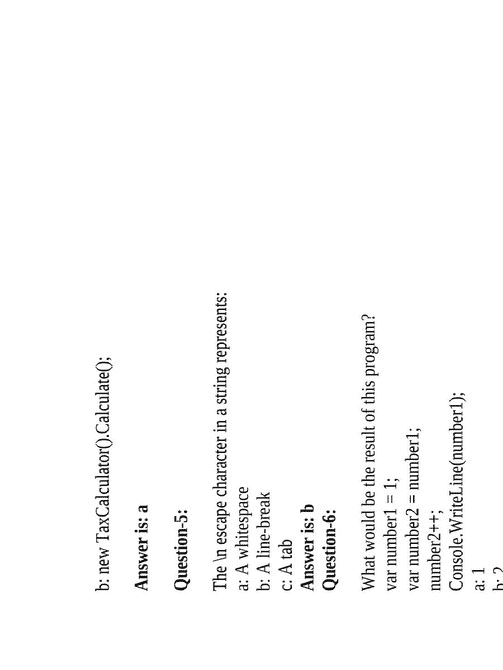 b: new TaxCalculator().Calculate();
Answer is: a
Question-5:
The \n escape character in a string represents:
a: A whitespace
b: A line-break
c: A tab
Answer is: b
Question-6:
What would be the result of this program?
var number1 = 1;
var number2 = number1;
number2++;
Console.WriteLine(number1);
a: 1
b: 2